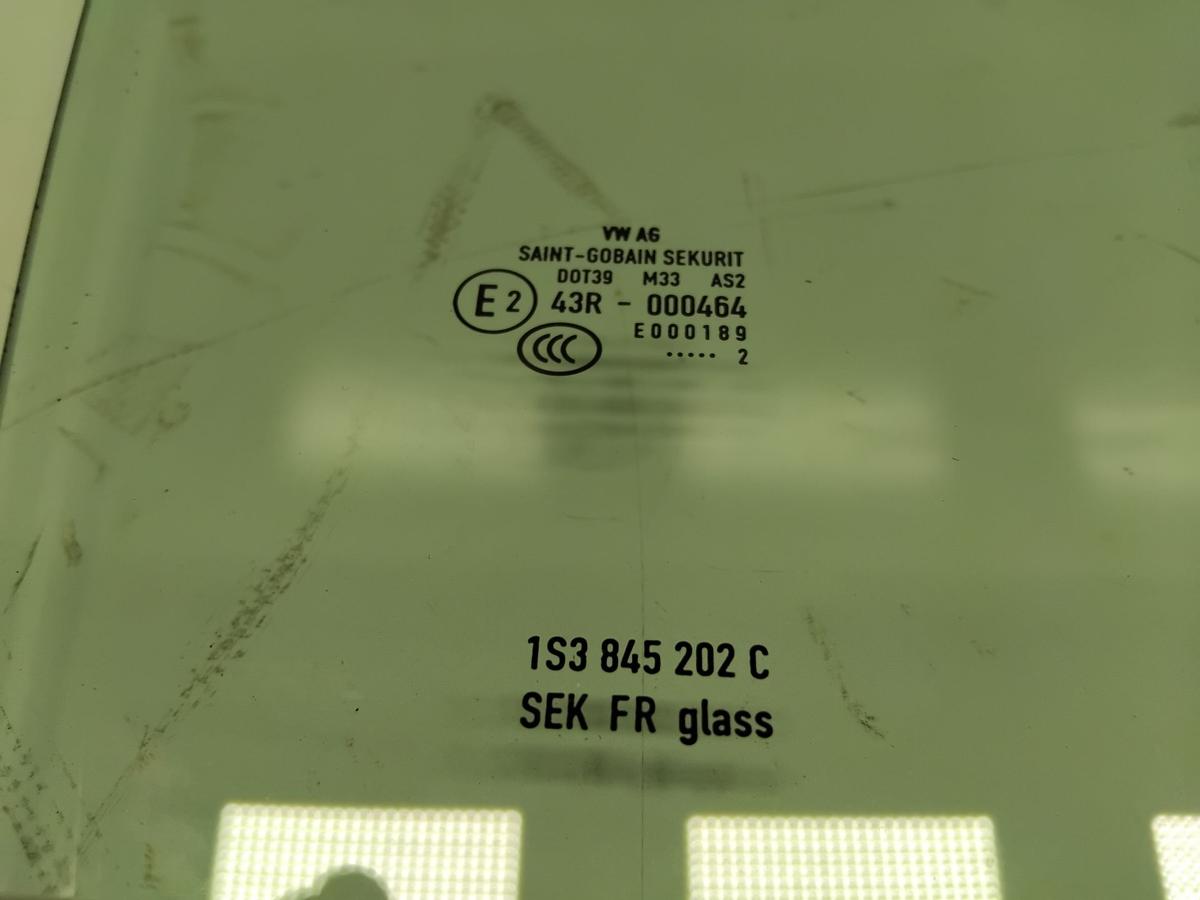 VW AG
SAINT-GOBAIN SEKURIT
DOT39 M33 AS2
E2 43R - 000464
E000189
CCC ..... 2
1S3 845 202 C
SEK FR glass